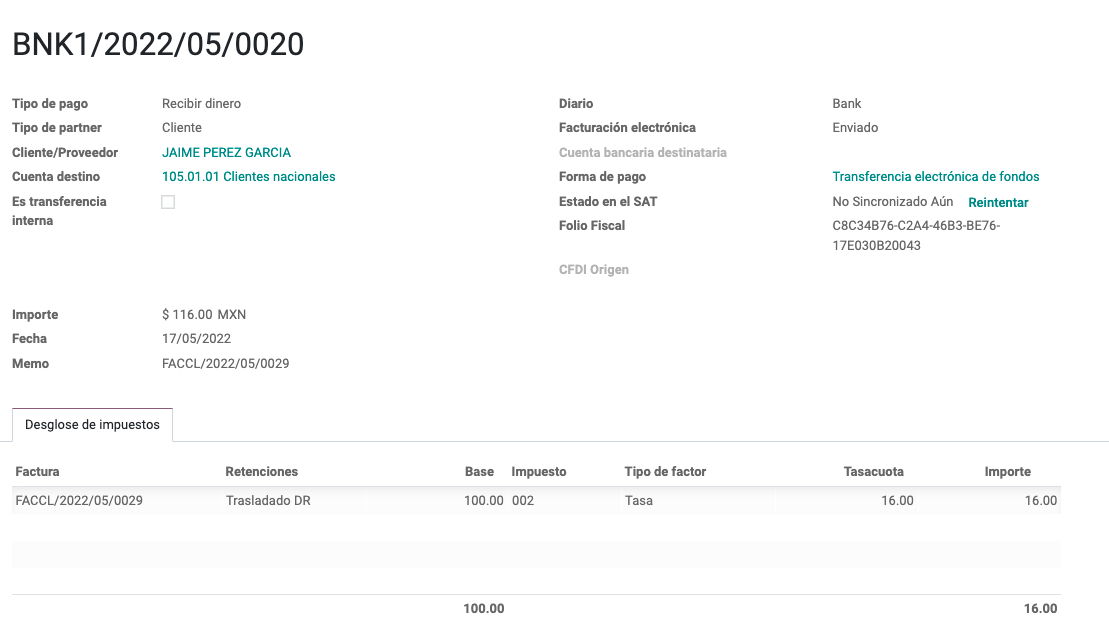 BNK1/2022/05/0020
Tipo de pago Recibir dinero
Tipo de partner Cliente
Cliente/Proveedor JAIME PEREZ GARCIA
Cuenta destino 105.01.01 Clientes nacionales
Es transferencia
interna
Diario Bank
Facturación electrónica Enviado
Cuenta bancaria destinataria
Forma de pago Transferencia electrónica de fondos
Estado en el SAT No Sincronizado Aún Reintentar
Folio Fiscal C8C34B76-C2A4-46B3-BE76-
17E030B20043
CFDI Origen
Importe $ 116.00 MXN
Fecha 17/05/2022
Memo FACCL/2022/05/0029
Desglose de impuestos
Factura Retenciones Base Impuesto Tipo de factor Tasacuota Importe
FACCL/2022/05/0029 Trasladado DR 100.00 002 Tasa 16.00 16.00
100.00 16.00